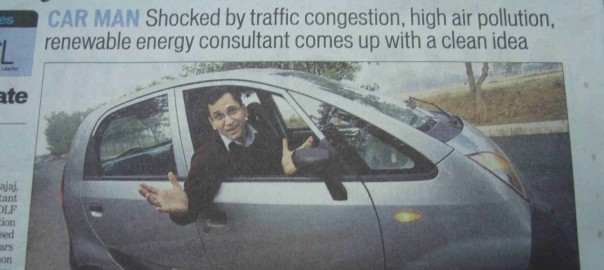 CAR MAN Shocked by traffic congestion, high air pollution,
renewable energy consultant comes up with a clean idea
es
L
ate
ajaj,
tant
OLF
tion
sed
ars
on